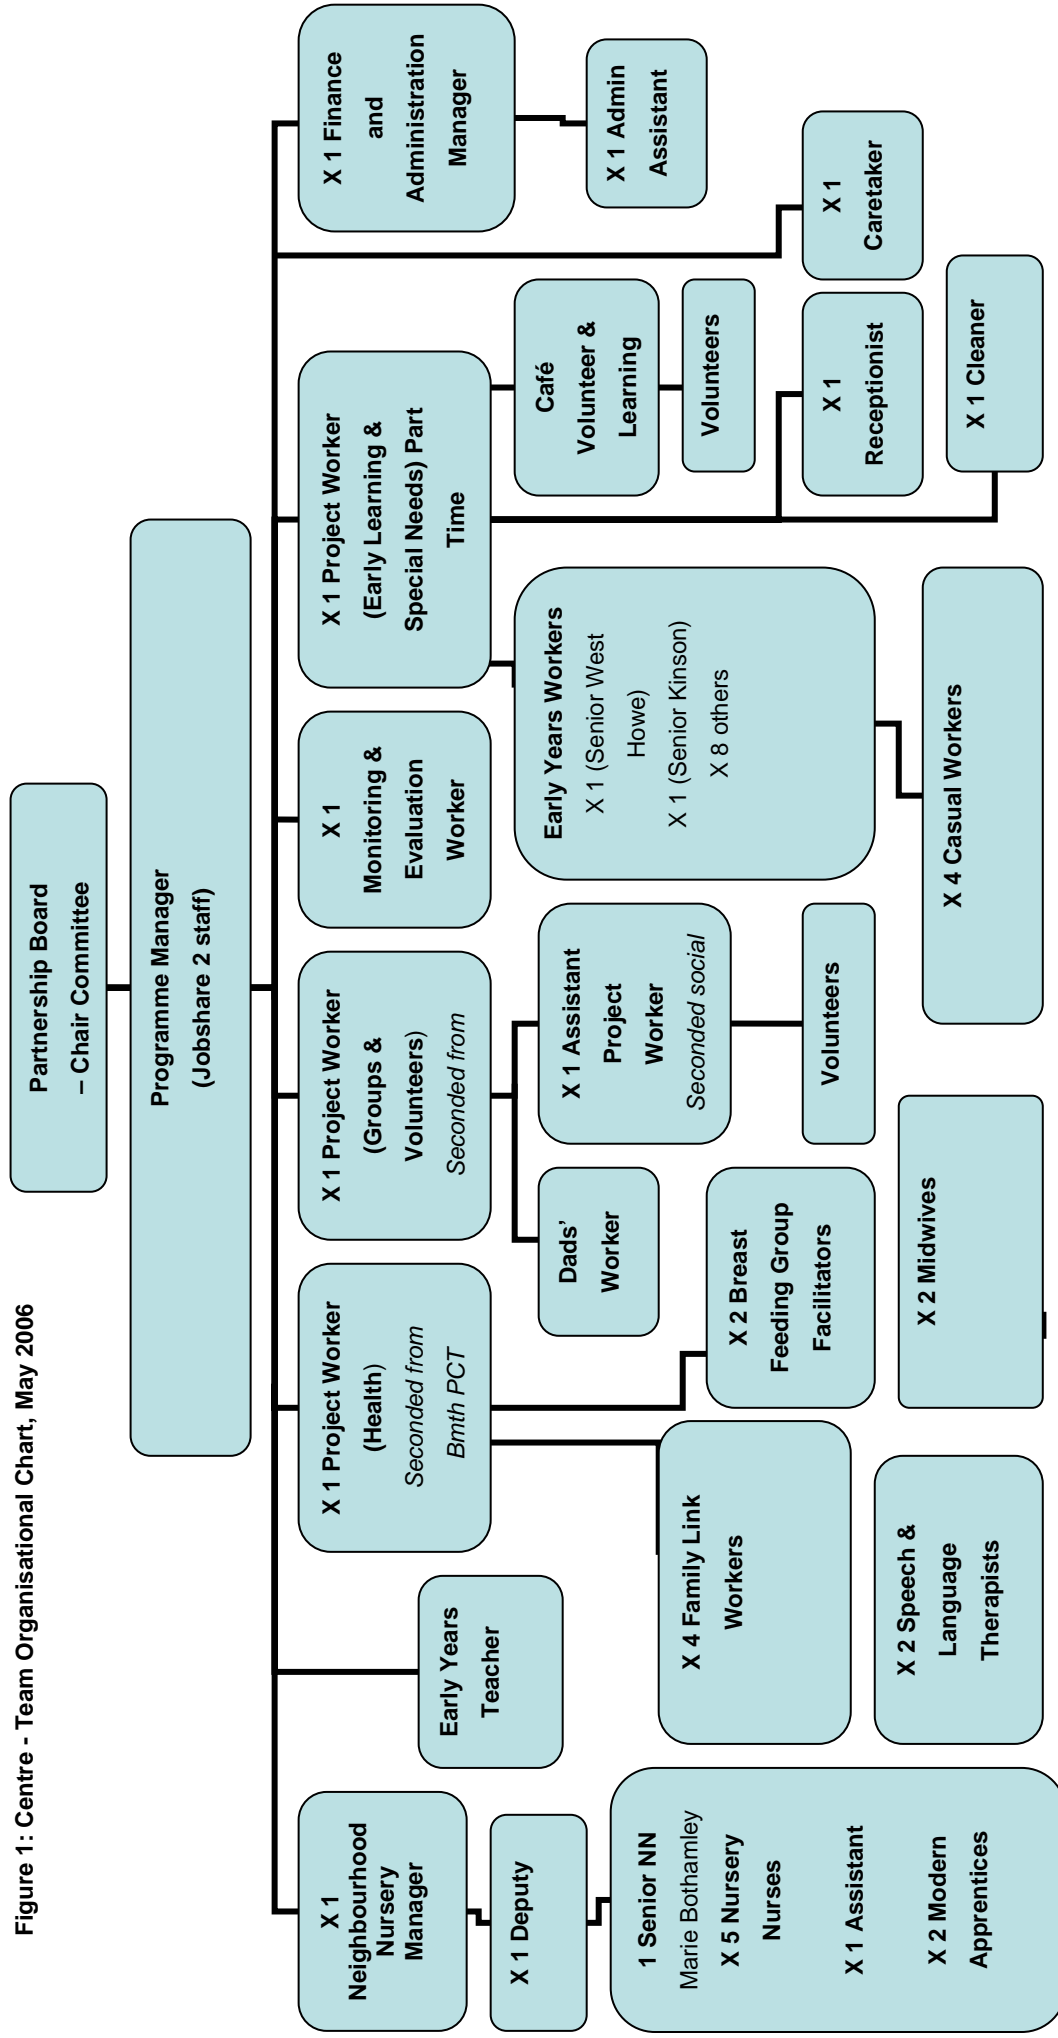 Figure 1: Centre - Team Organisational Chart, May 2006
Partnership Board
– Chair Committee
Programme Manager
(Jobshare 2 staff)
X 1
Neighbourhood
Nursery
Manager
X 1 Deputy
1 Senior NN
Marie Bothamley
X 5 Nursery
Nurses
X 1 Assistant
X 2 Modern
Apprentices
Early Years
Teacher
X 1 Project Worker
(Health)
Seconded from
Bmth PCT
X 4 Family Link
Workers
X 2 Speech &
Language
Therapists
X 2 Breast
Feeding Group
Facilitators
X 2 Midwives
X 1 Project Worker
(Groups &
Volunteers)
Seconded from
Dads'
Worker
X 1 Assistant
Project
Worker
Seconded social
Volunteers
X 1
Monitoring &
Evaluation
Worker
X 1 Project Worker
(Early Learning &
Special Needs) Part
Time
Early Years Workers
X 1 (Senior West
Howe)
X 1 (Senior Kinson)
X 8 others
X 4 Casual Workers
Café
Volunteer &
Learning
Volunteers
X 1
Receptionist
X 1 Cleaner
X 1
Caretaker
X 1 Finance
and
Administration
Manager
X 1 Admin
Assistant